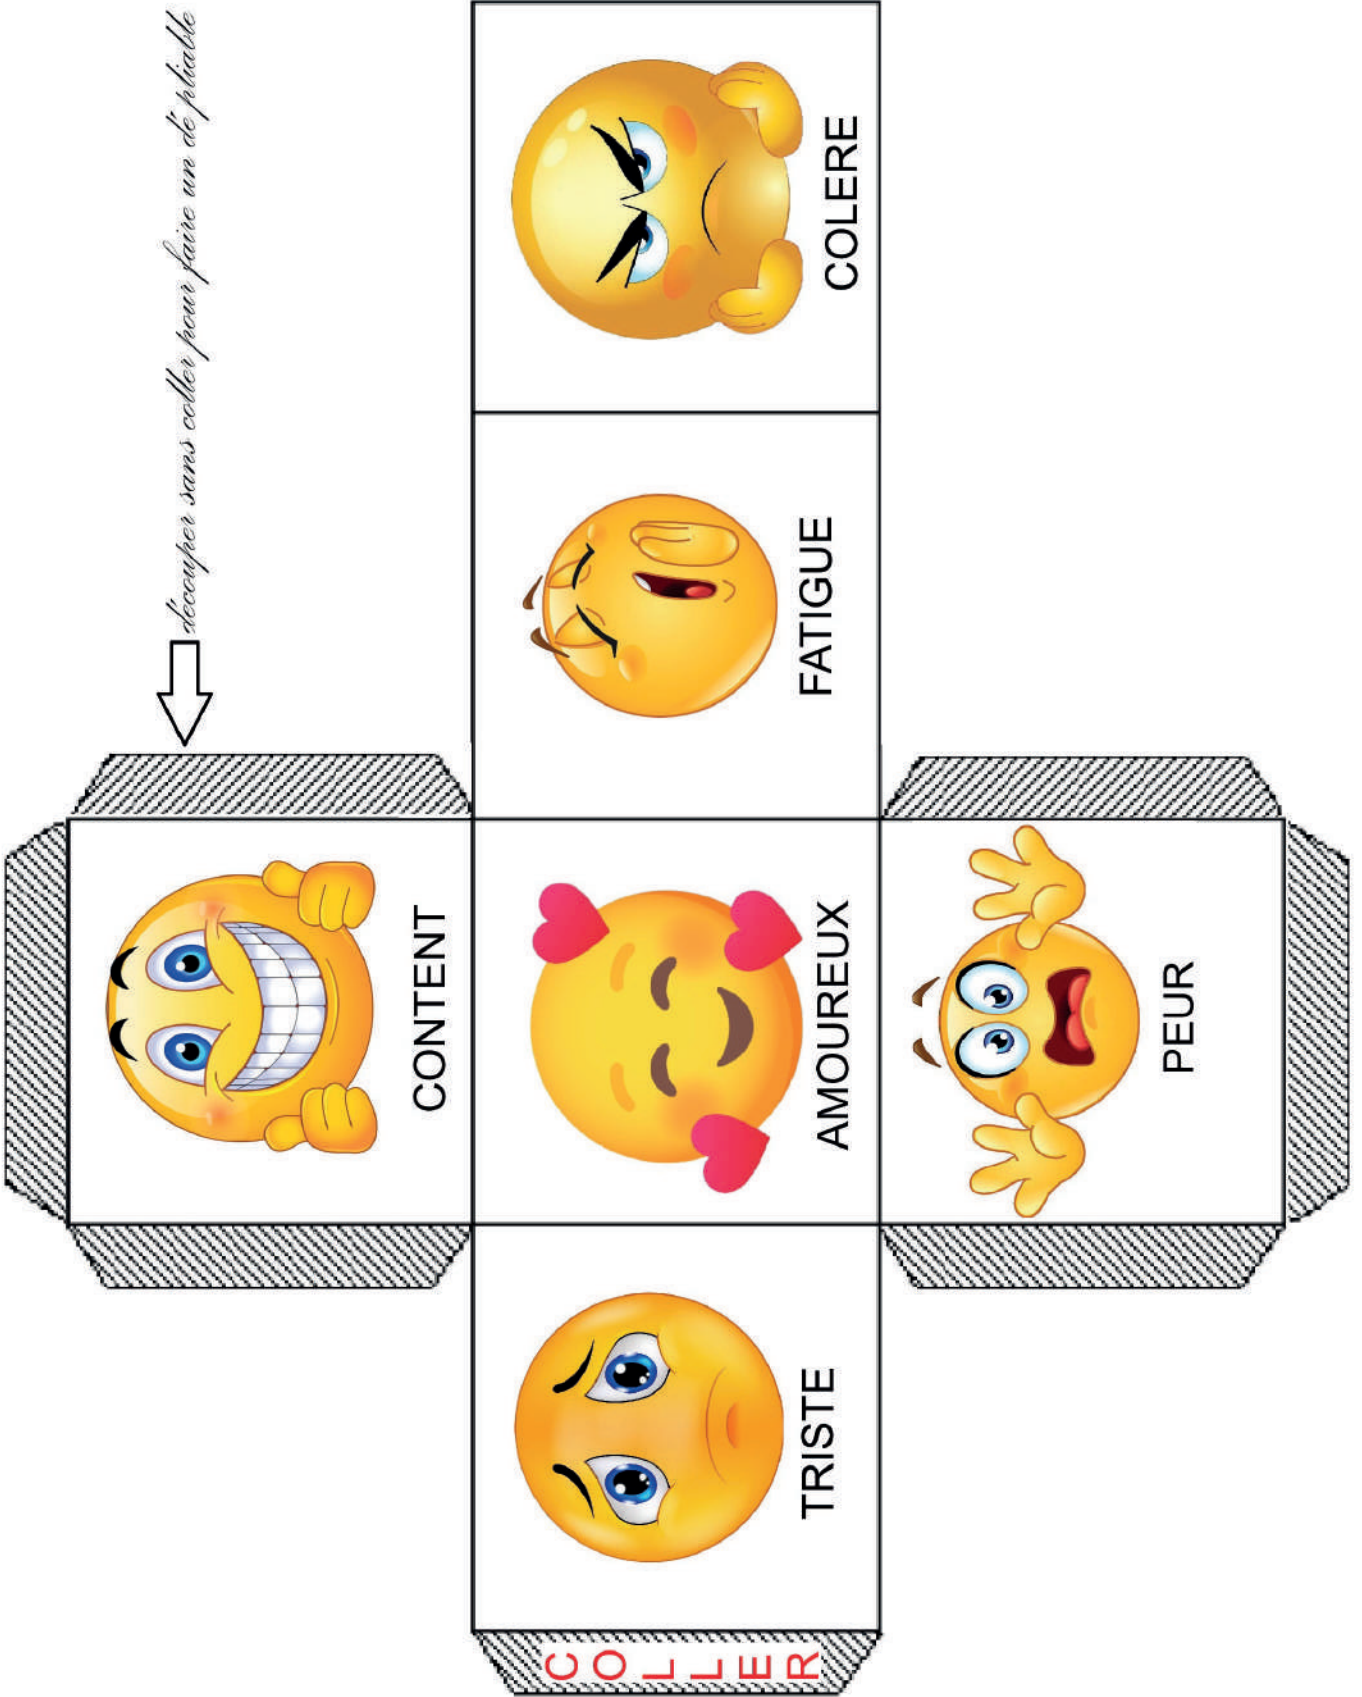 découper sans coller pour faire un dé pliable
CONTENT
COLLER
TRISTE
AMOUREUX
FATIGUE
COLERE
PEUR